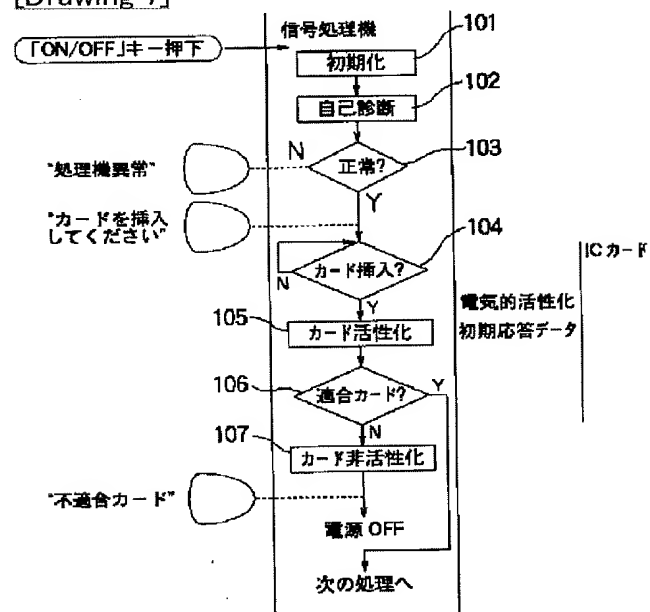 [Drawing 7]
信号処理機
101
「ON/OFF」キー押下
初期化
102
自己診断
N
103
"処理機異常"
正常?
Y
"カードを挿入
してください"
104
ICカード
カード挿入?
N
Y
電気的活性化
105
カード活性化
初期応答データ
106
適合カード?
Y
N
107
カード非活性化
"不適合カード"
電源 OFF
次の処理へ